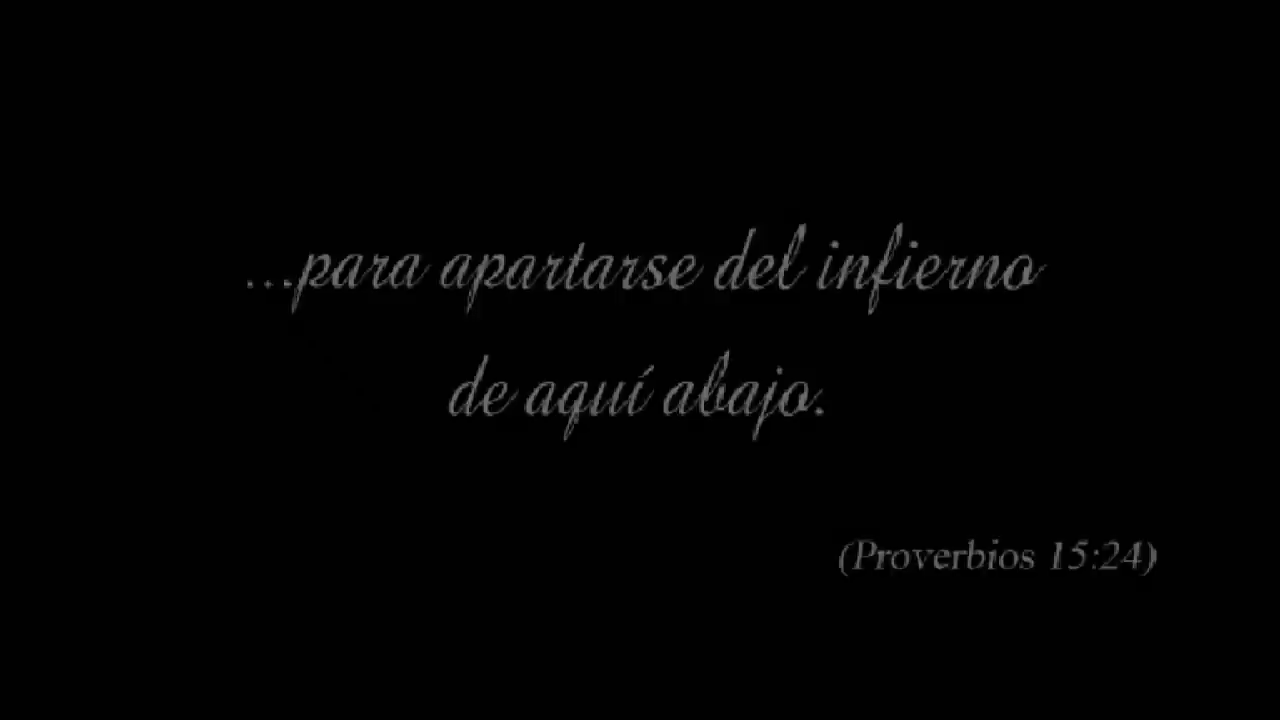 ...para apartarse del infierno
de aquí abajo.
(Proverbios 15:24)